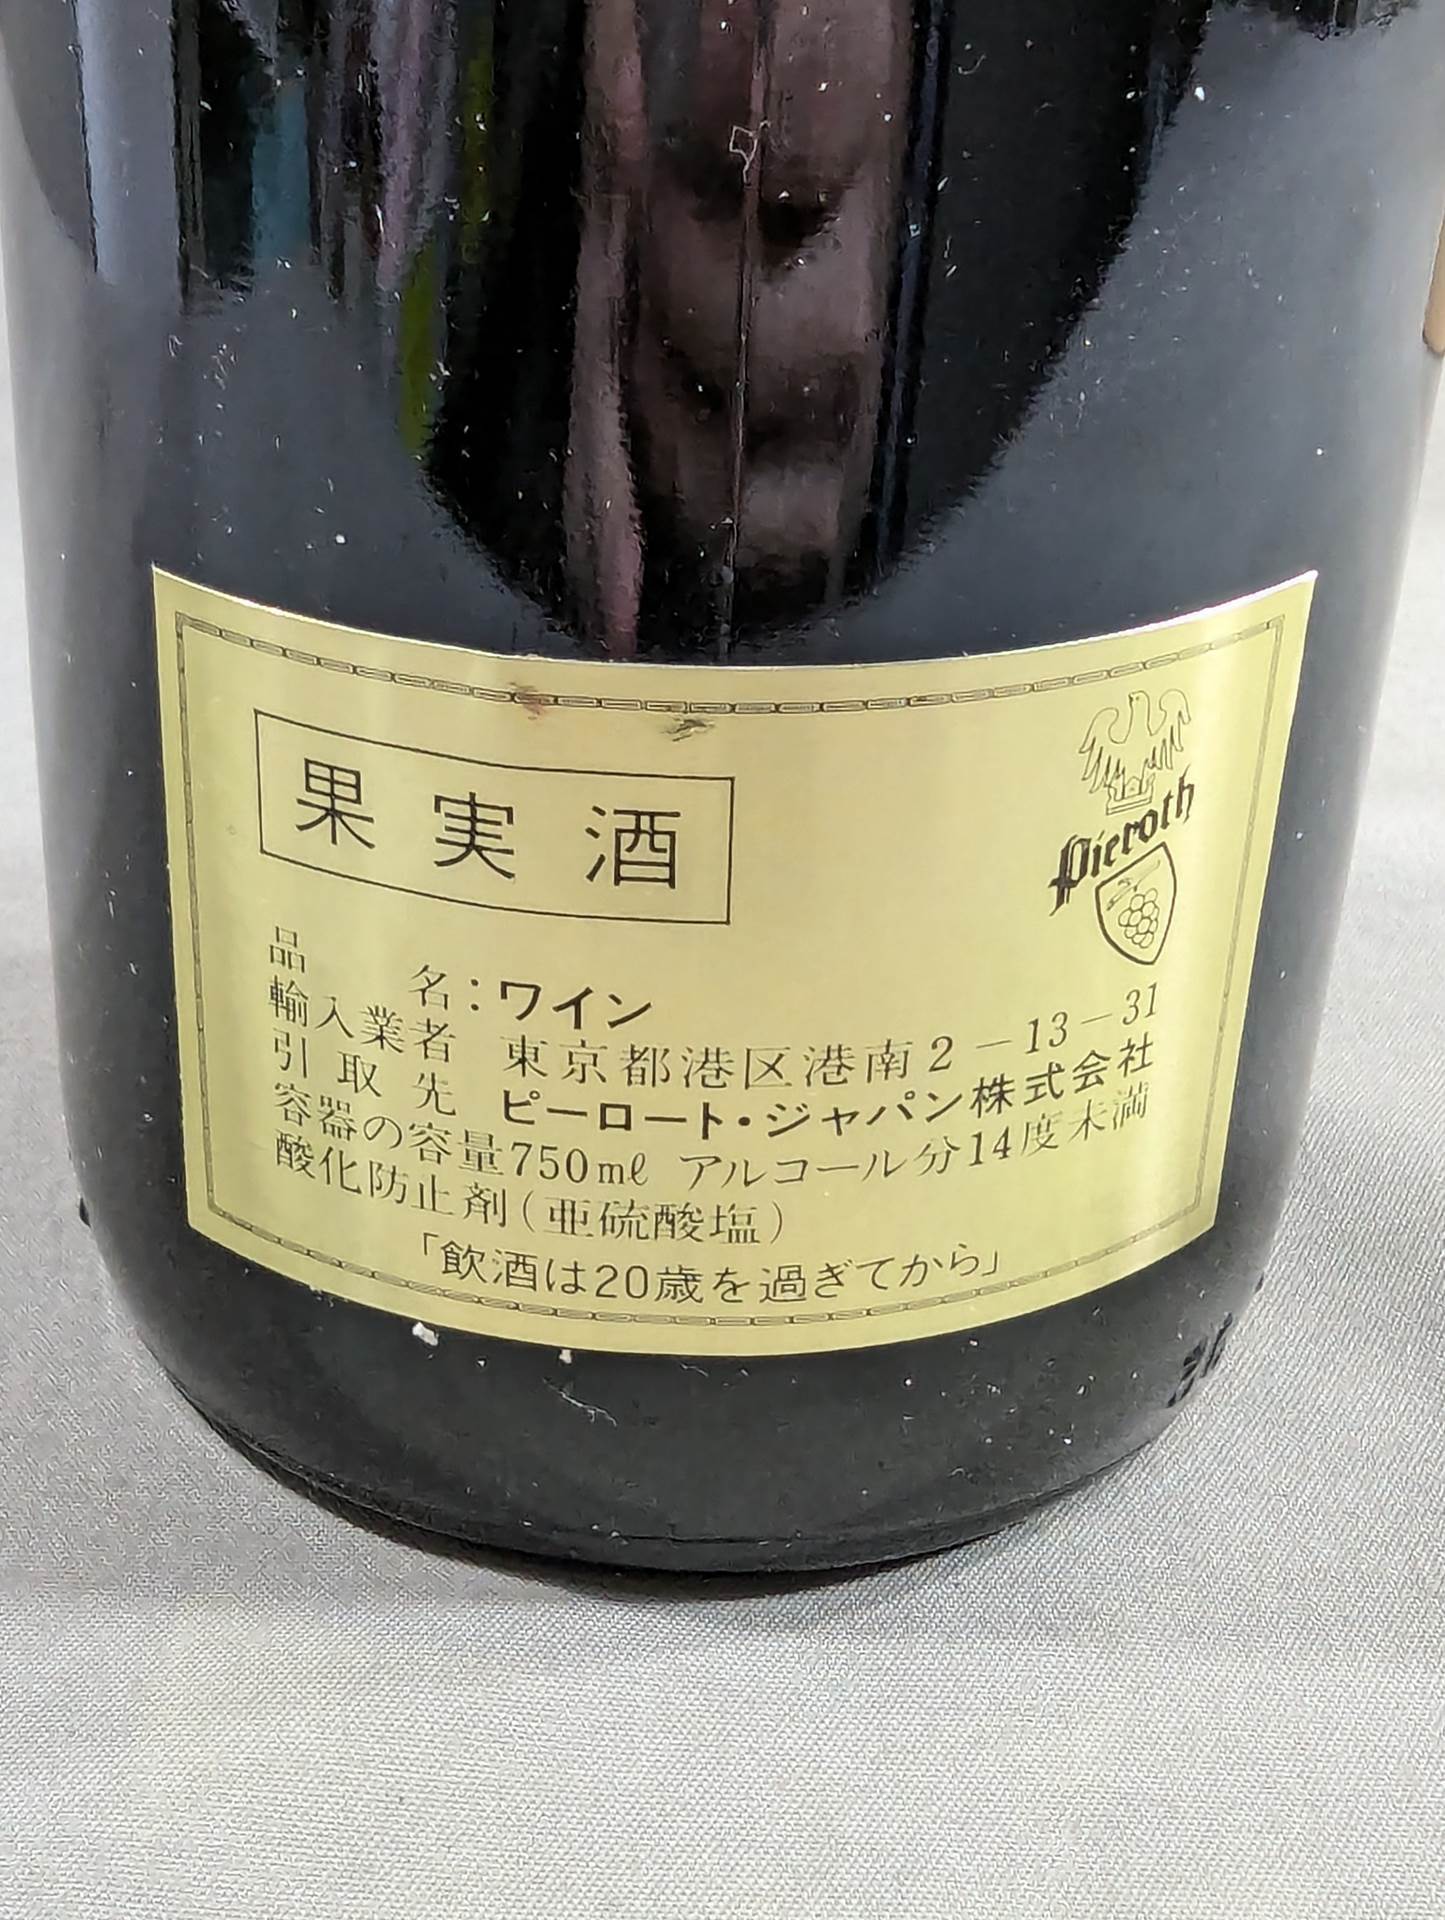 果実酒
Pieroth
品名：ワイン
輸入業者 東京都港区港南2－13－31
引取先 ピーロート・ジャパン株式会社
容器の容量750mℓ アルコール分14度未満
酸化防止剤（亜硫酸塩）
「飲酒は20歳を過ぎてから」